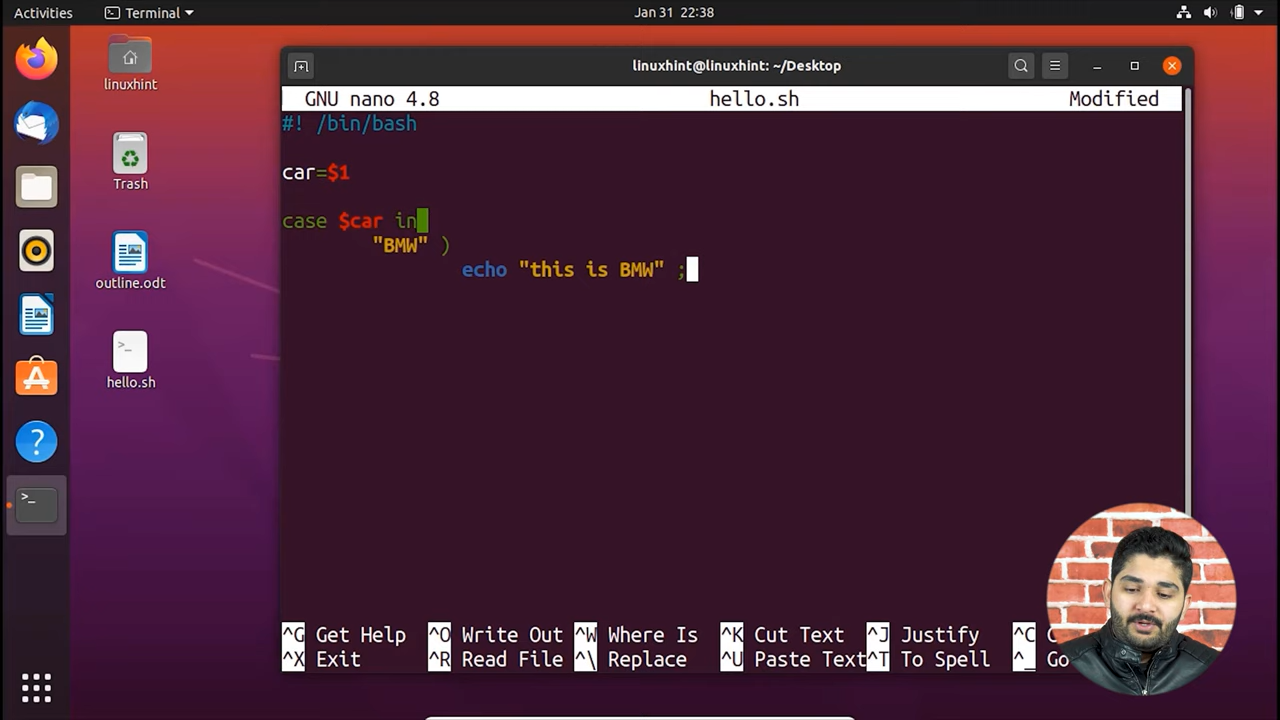 Activities Terminal Jan 31 22:38
linuxhint
Trash
outline.odt
hello.sh
linuxhint@linuxhint: ~/Desktop
GNU nano 4.8 hello.sh Modified
#! /bin/bash
car=$1
case $car in
"BMW" )
echo "this is BMW" ;
^G Get Help ^O Write Out ^W Where Is ^K Cut Text ^J Justify ^C
^X Exit ^R Read File ^\ Replace ^U Paste Text ^T To Spell ^_ Go